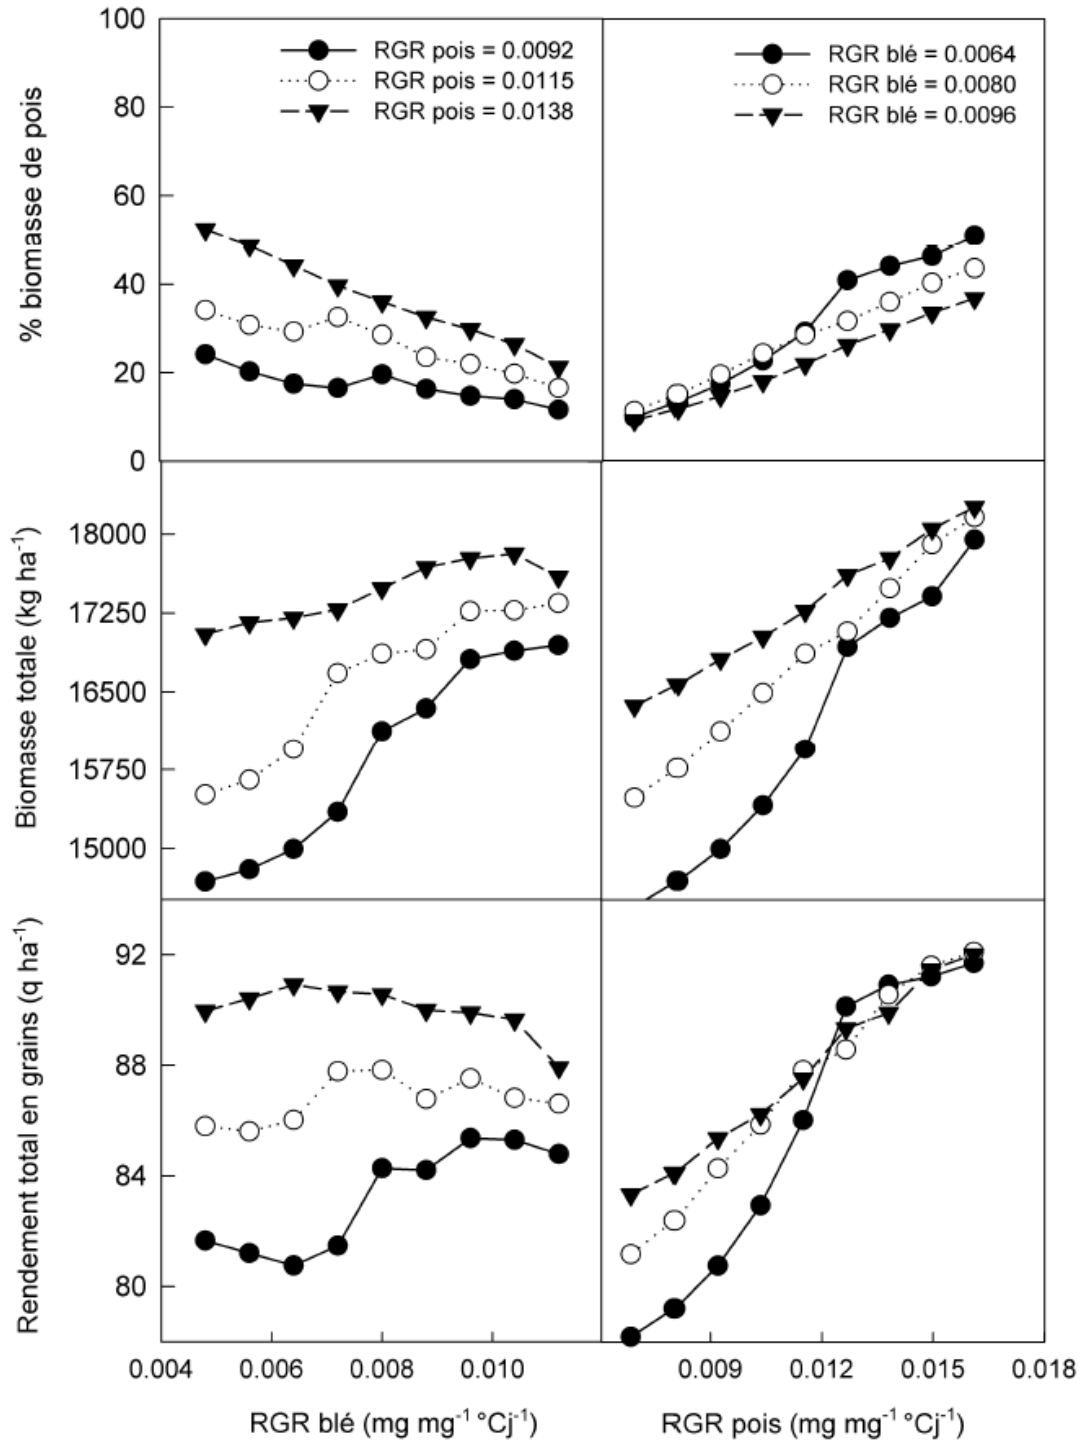 % biomasse de pois
100
80
60
40
20
0
RGR pois = 0.0092
RGR pois = 0.0115
RGR pois = 0.0138
RGR blé = 0.0064
RGR blé = 0.0080
RGR blé = 0.0096
Biomasse totale (kg ha⁻¹)
18000
17250
16500
15750
15000
Rendement total en grains (q ha⁻¹)
92
88
84
80
0.004 0.006 0.008 0.010
0.009 0.012 0.015 0.018
RGR blé (mg mg⁻¹ °Cj⁻¹)
RGR pois (mg mg⁻¹ °Cj⁻¹)